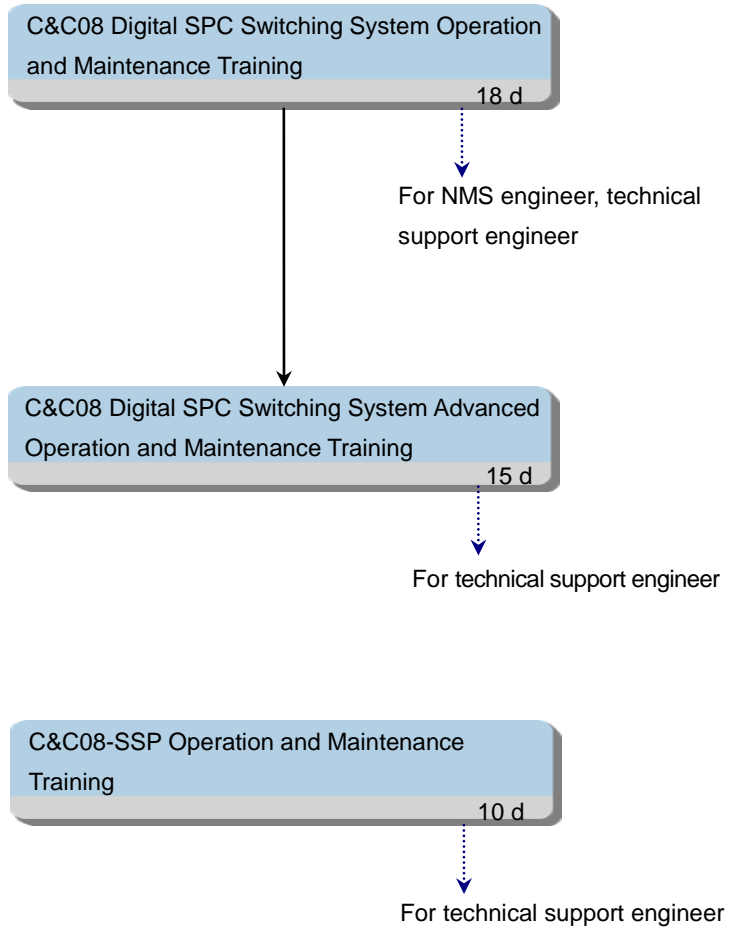 C&C08 Digital SPC Switching System Operation
and Maintenance Training
18 d
For NMS engineer, technical
support engineer
C&C08 Digital SPC Switching System Advanced
Operation and Maintenance Training
15 d
For technical support engineer
C&C08-SSP Operation and Maintenance
Training
10 d
For technical support engineer